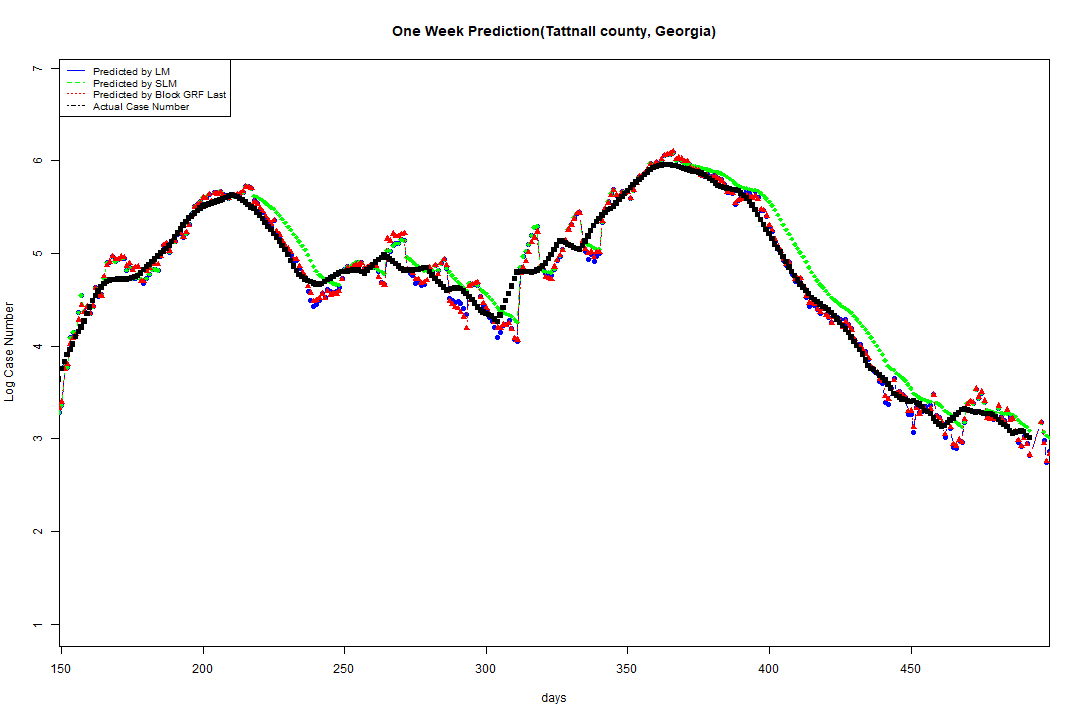 One Week Prediction(Tattnall county, Georgia)
Predicted by LM
Predicted by SLM
Predicted by Block GRF Last
Actual Case Number
Log Case Number
7
6
5
4
3
2
1
150 200 250 300 350 400 450
days